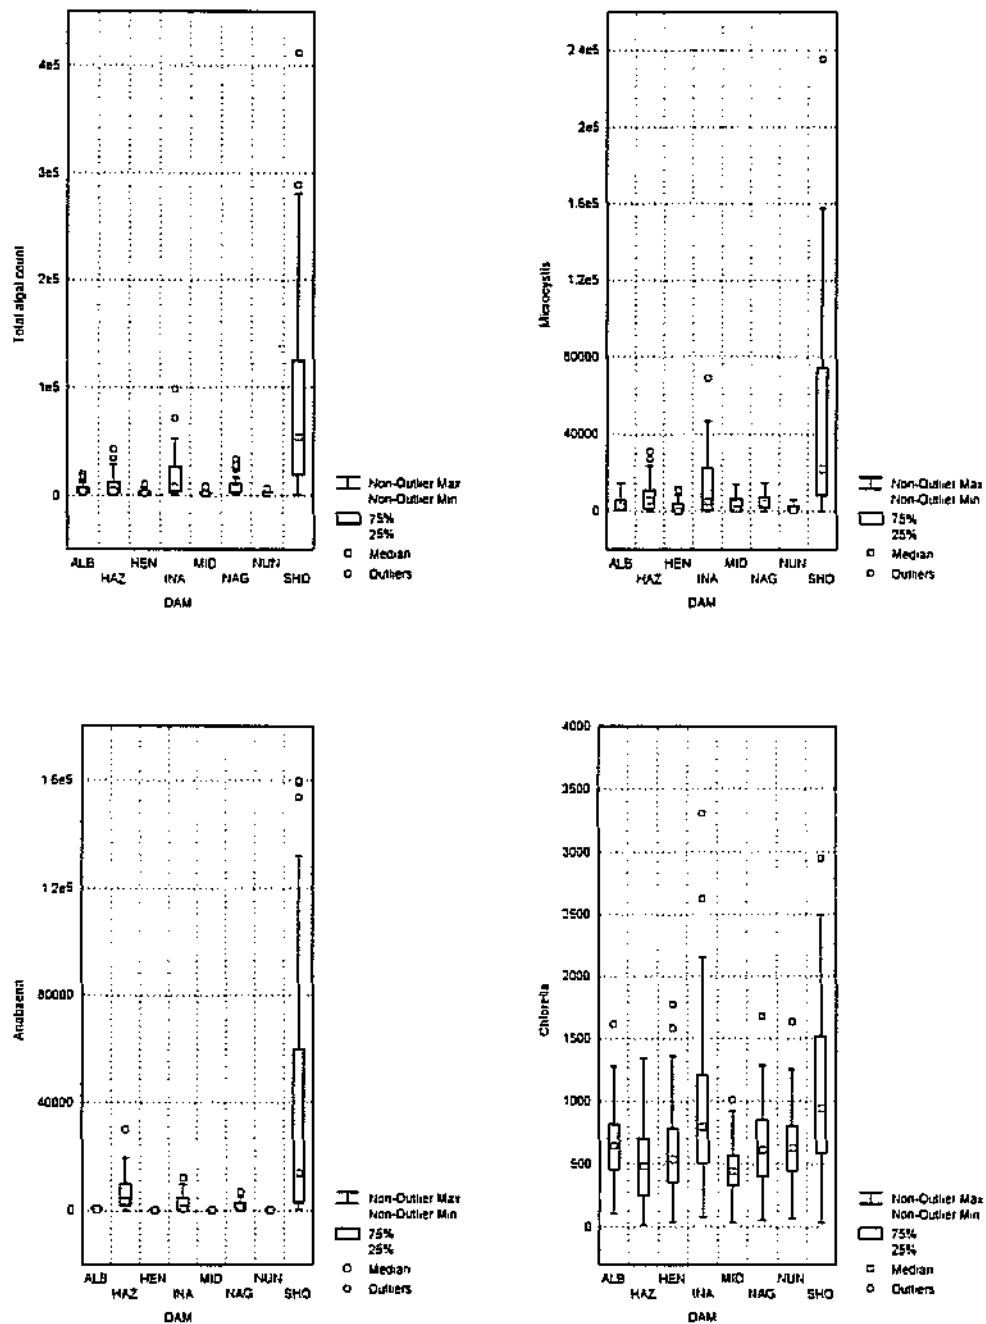 4e5
3e5
2e5
1e5
0
Total algal count
ALB HEN MID NUN
HAZ INA NAG SHO
DAM
Non-Outlier Max
Non-Outlier Min
75%
25%
Median
Outliers
2.4e5
2e5
1.6e5
1.2e5
80000
40000
0
Microcystis
ALB HEN MID NUN
HAZ INA NAG SHO
DAM
Non-Outlier Max
Non-Outlier Min
75%
25%
Median
Outliers
1.6e5
1.2e5
80000
40000
0
Anabaena
ALB HEN MID NUN
HAZ INA NAG SHO
DAM
Non-Outlier Max
Non-Outlier Min
75%
25%
Median
Outliers
4000
3500
3000
2500
2000
1500
1000
500
0
Chlorella
ALB HEN MID NUN
HAZ INA NAG SHO
DAM
Non-Outlier Max
Non-Outlier Min
75%
25%
Median
Outliers